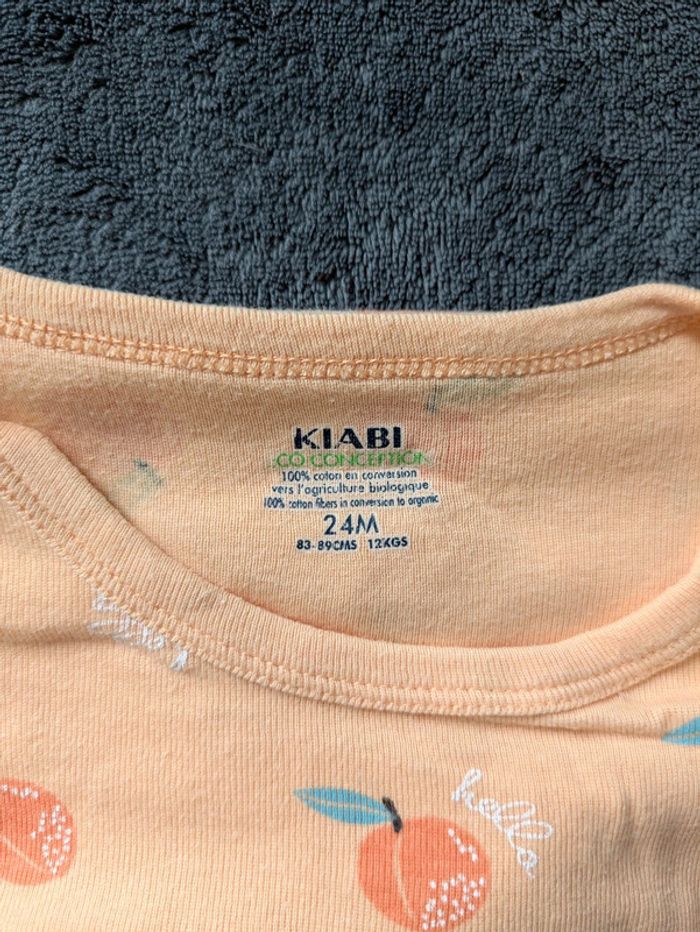 KIABI
CO CONCEPTION
100% coton en conversion
vers l'agriculture biologique
100% cotton fibers in conversion to organic
24M
83-89CMS 12KGS
hello